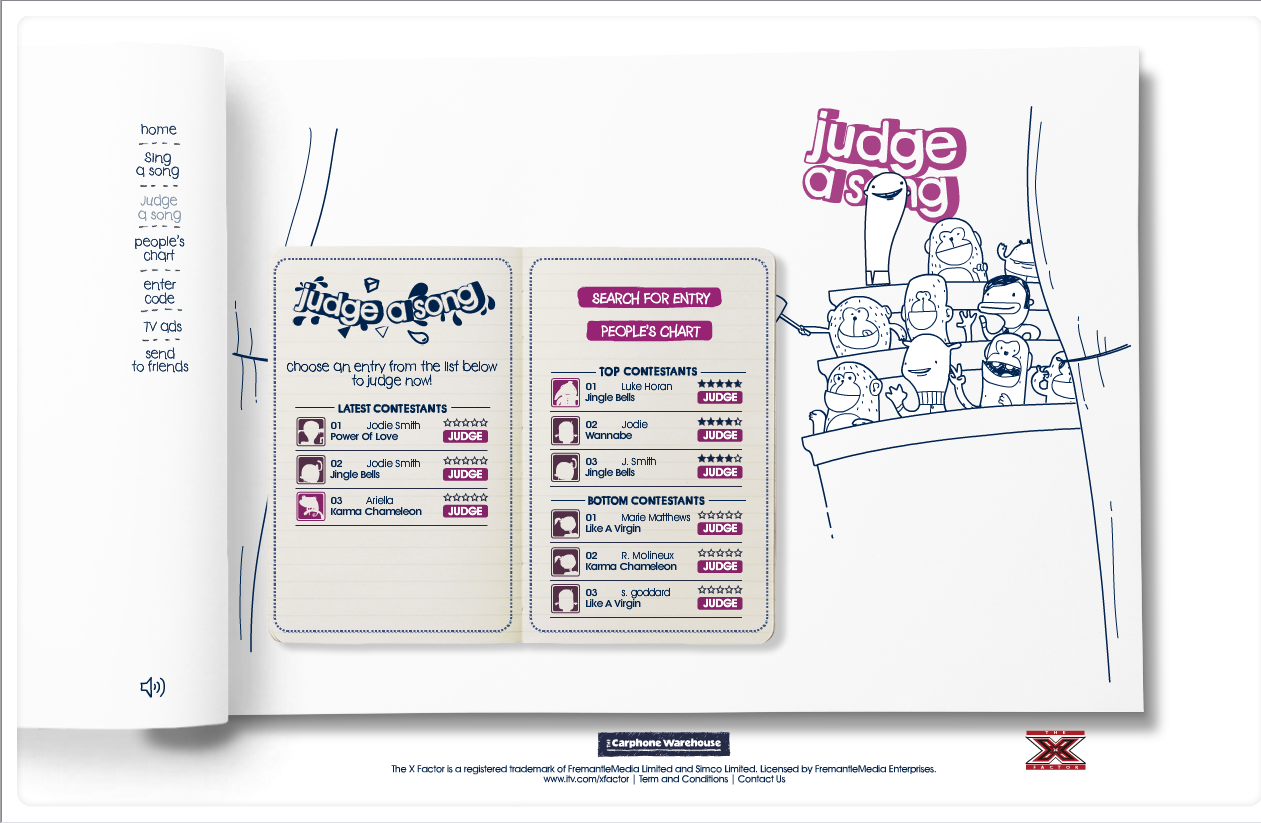 home
Sing
a song
Judge
a song
people's
chart
enter
code
TV ads
send
to friends
judge
a song
judge a song
choose an entry from the list below
to judge now!
LATEST CONTESTANTS
01 Jodie Smith
Power Of Love
JUDGE
02 Jodie Smith
Jingle Bells
JUDGE
03 Ariella
Karma Chameleon
JUDGE
SEARCH FOR ENTRY
PEOPLE'S CHART
TOP CONTESTANTS
01 Luke Horan
Jingle Bells
JUDGE
02 Jodie
Wannabe
JUDGE
03 J. Smith
Jingle Bells
JUDGE
BOTTOM CONTESTANTS
01 Marie Matthews
Like A Virgin
JUDGE
02 R. Molineux
Karma Chameleon
JUDGE
03 s. goddard
Like A Virgin
JUDGE
The Carphone Warehouse
THE
X
FACTOR
The X Factor is a registered trademark of FremantleMedia Limited and Simco Limited. Licensed by FremantleMedia Enterprises.
www.itv.com/xfactor | Term and Conditions | Contact Us